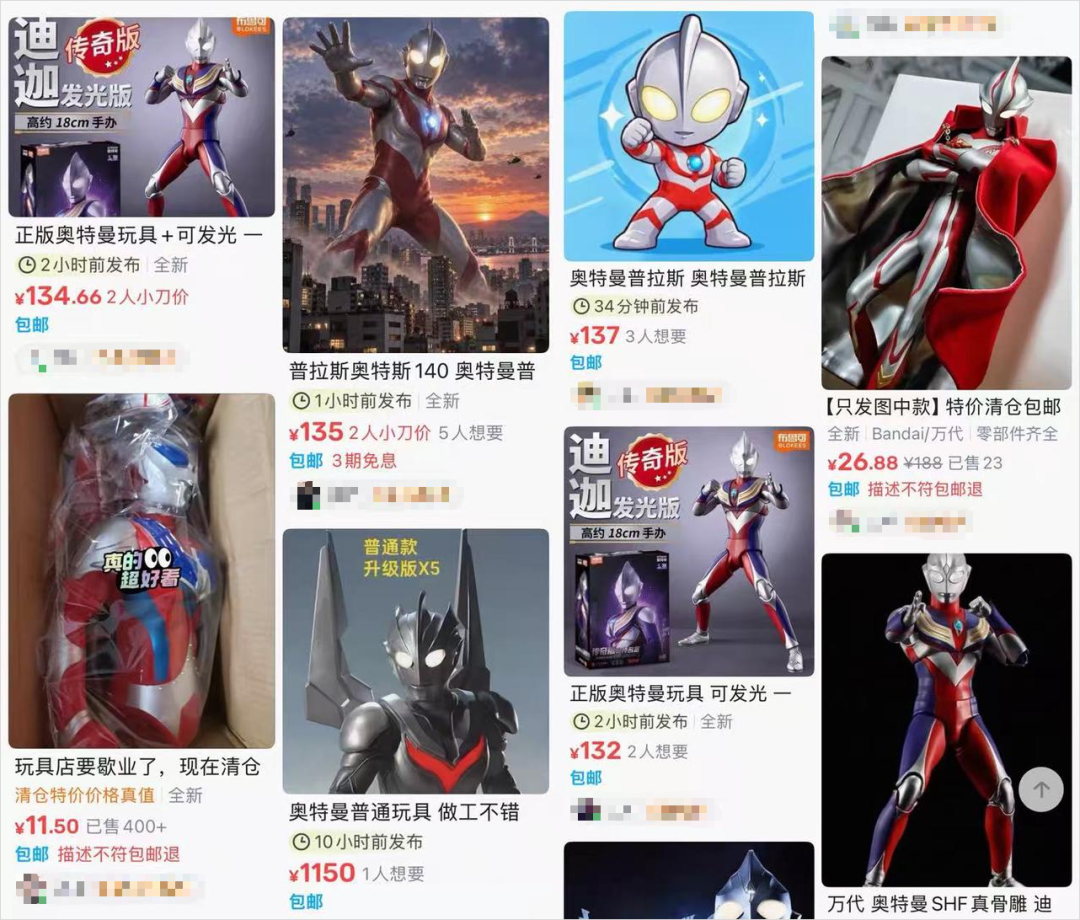 迪迦
传奇版
发光版
高约 18cm 手办
布鲁可
BLOKEES
正版奥特曼玩具+可发光 一
2小时前发布 全新
¥134.66 2人小刀价
包邮
真的
超好看
玩具店要歇业了，现在清仓
清仓特价价格真值 全新
¥11.50 已售400+
包邮 描述不符包邮退
普拉斯奥特斯140 奥特曼普
1小时前发布 全新
¥135 2人小刀价 5人想要
包邮 3期免息
普通款
升级版X5
奥特曼普通玩具 做工不错
10小时前发布
¥1150 1人想要
包邮
奥特曼普拉斯 奥特曼普拉斯
34分钟前发布
¥137 3人想要
包邮
迪迦
传奇版
发光版
高约 18cm 手办
布鲁可
BLOKEES
正版奥特曼玩具 可发光 一
2小时前发布 全新
¥132 2人想要
包邮
【只发图中款】特价清仓包邮
全新 Bandai/万代 零部件齐全
¥26.88 ¥188 已售23
包邮 描述不符包邮退
万代 奥特曼SHF真骨雕 迪